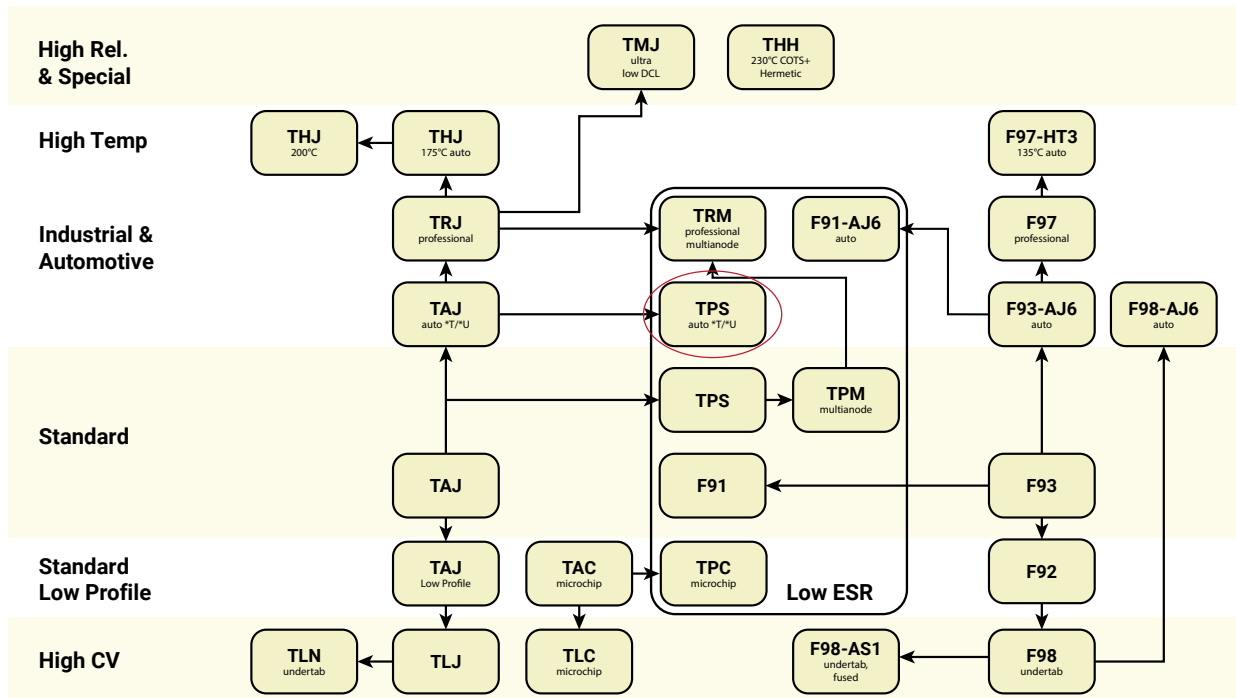 High Rel.
& Special
TMJ
ultra
low DCL
THH
230°C COTS+
Hermetic
High Temp
THJ
200°C
THJ
175°C auto
F97-HT3
135°C auto
Industrial &
Automotive
TRJ
professional
TRM
professional
multianode
F91-AJ6
auto
F97
professional
TAJ
auto *T/*U
TPS
auto *T/*U
F93-AJ6
auto
F98-AJ6
auto
Standard
TPS
TPM
multianode
TAJ
F91
F93
Standard
Low Profile
TAJ
Low Profile
TAC
microchip
TPC
microchip
Low ESR
F92
High CV
TLN
undertab
TLJ
TLC
microchip
F98-AS1
undertab,
fused
F98
undertab